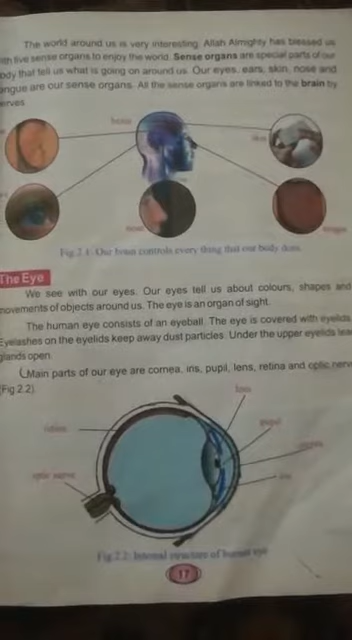 The world around us is very interesting. Allah Almighty has blessed us
with five sense organs to enjoy the world. Sense organs are special parts of our
body that tell us what is going on around us. Our eyes, ears, skin, nose and
tongue are our sense organs. All the sense organs are linked to the brain by
nerves
brain
skin
nose
tongue
Fig 2.1: Our brain controls every thing that our body does.
The Eye
We see with our eyes. Our eyes tell us about colours, shapes and
movements of objects around us. The eye is an organ of sight.
The human eye consists of an eyeball. The eye is covered with eyelids.
Eyelashes on the eyelids keep away dust particles. Under the upper eyelids tear
glands open.
Main parts of our eye are cornea, iris, pupil, lens, retina and optic nerve
(Fig 2.2).
lens
pupil
retina
cornea
optic nerve
iris
Fig 2.2: Internal structure of human eye
17